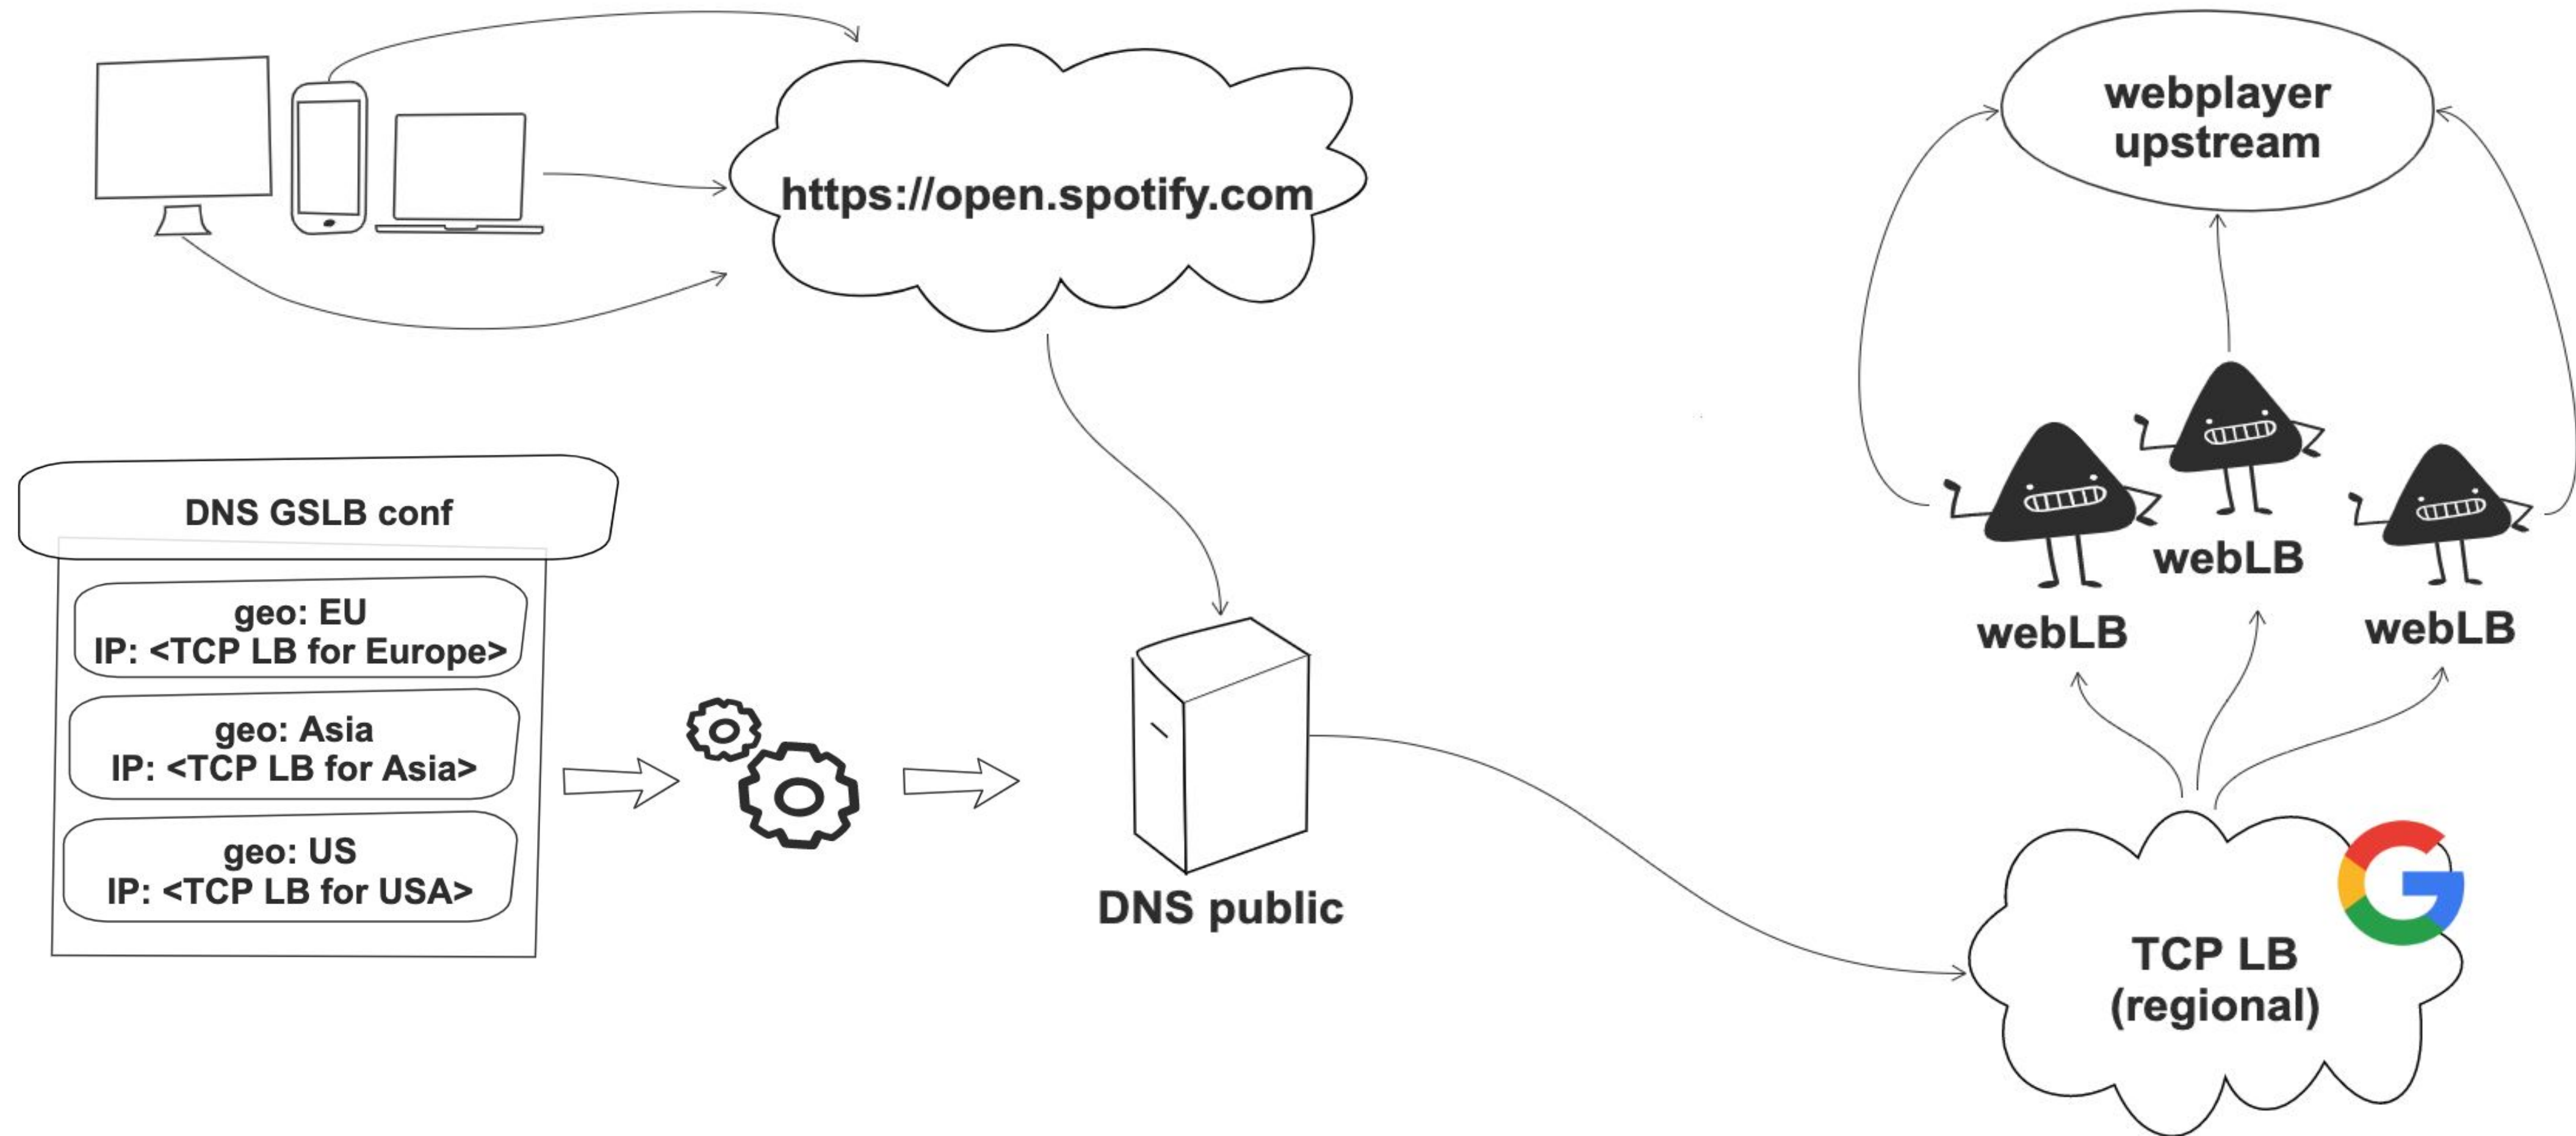 https://open.spotify.com
webplayer
upstream
DNS GSLB conf
geo: EU
IP: <TCP LB for Europe>
geo: Asia
IP: <TCP LB for Asia>
geo: US
IP: <TCP LB for USA>
DNS public
webLB
webLB
webLB
TCP LB
(regional)